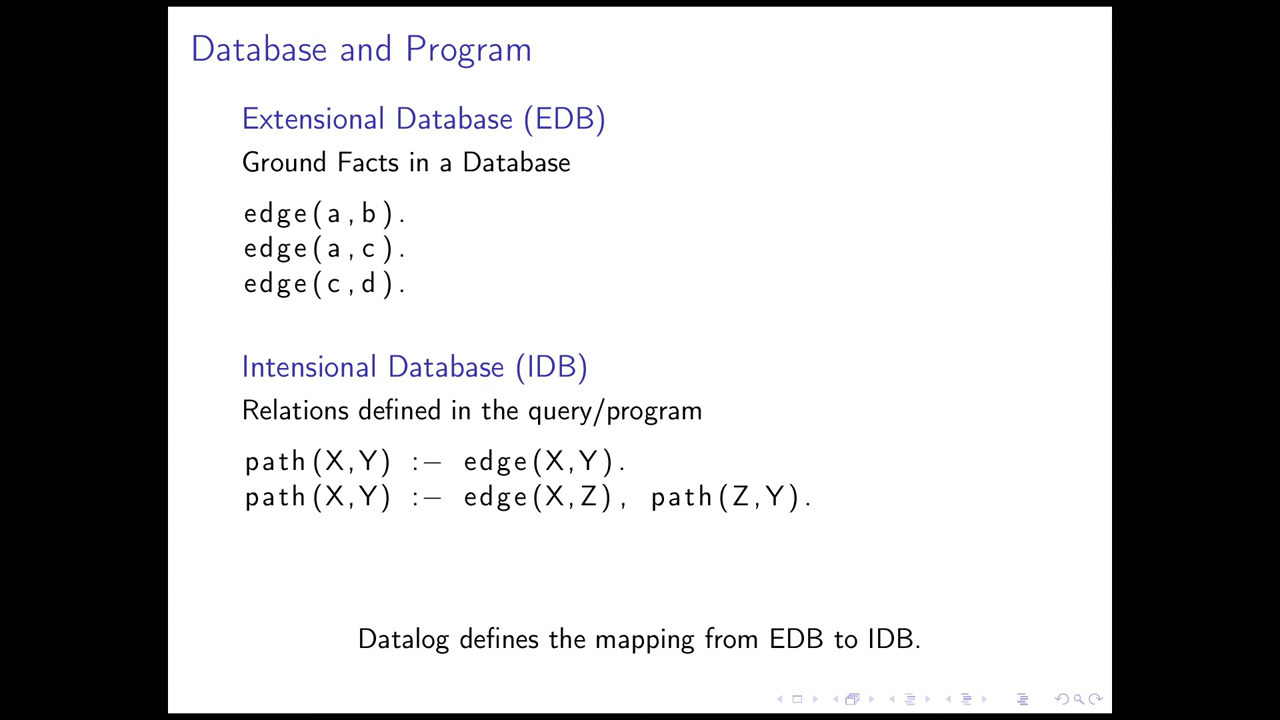 Database and Program
Extensional Database (EDB)
Ground Facts in a Database
edge(a,b).
edge(a,c).
edge(c,d).
Intensional Database (IDB)
Relations defined in the query/program
path(X,Y) :− edge(X,Y).
path(X,Y) :− edge(X,Z), path(Z,Y).
Datalog defines the mapping from EDB to IDB.